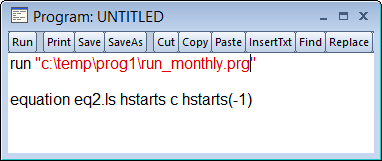 Program: UNTITLED
Run Print Save SaveAs Cut Copy Paste InsertTxt Find Replace
run "c:\temp\prog1\run_monthly.prg"
equation eq2.ls hstarts c hstarts(-1)